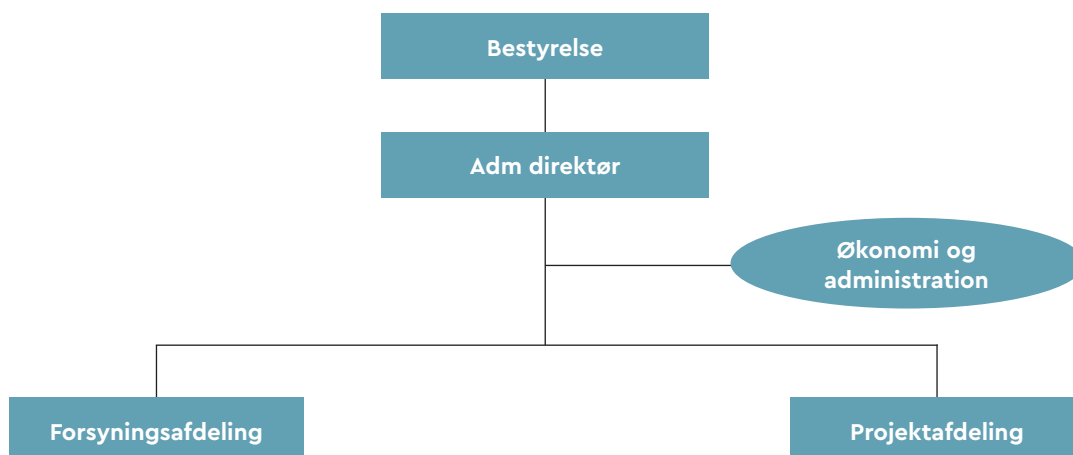 Bestyrelse
Adm direktør
Økonomi og
administration
Forsyningsafdeling
Projektafdeling